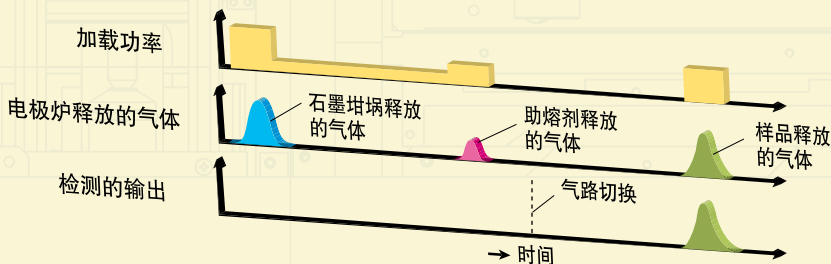 加载功率
电极炉释放的气体
石墨坩埚释放
的气体
助熔剂释放
的气体
样品释放
的气体
检测的输出
气路切换
时间